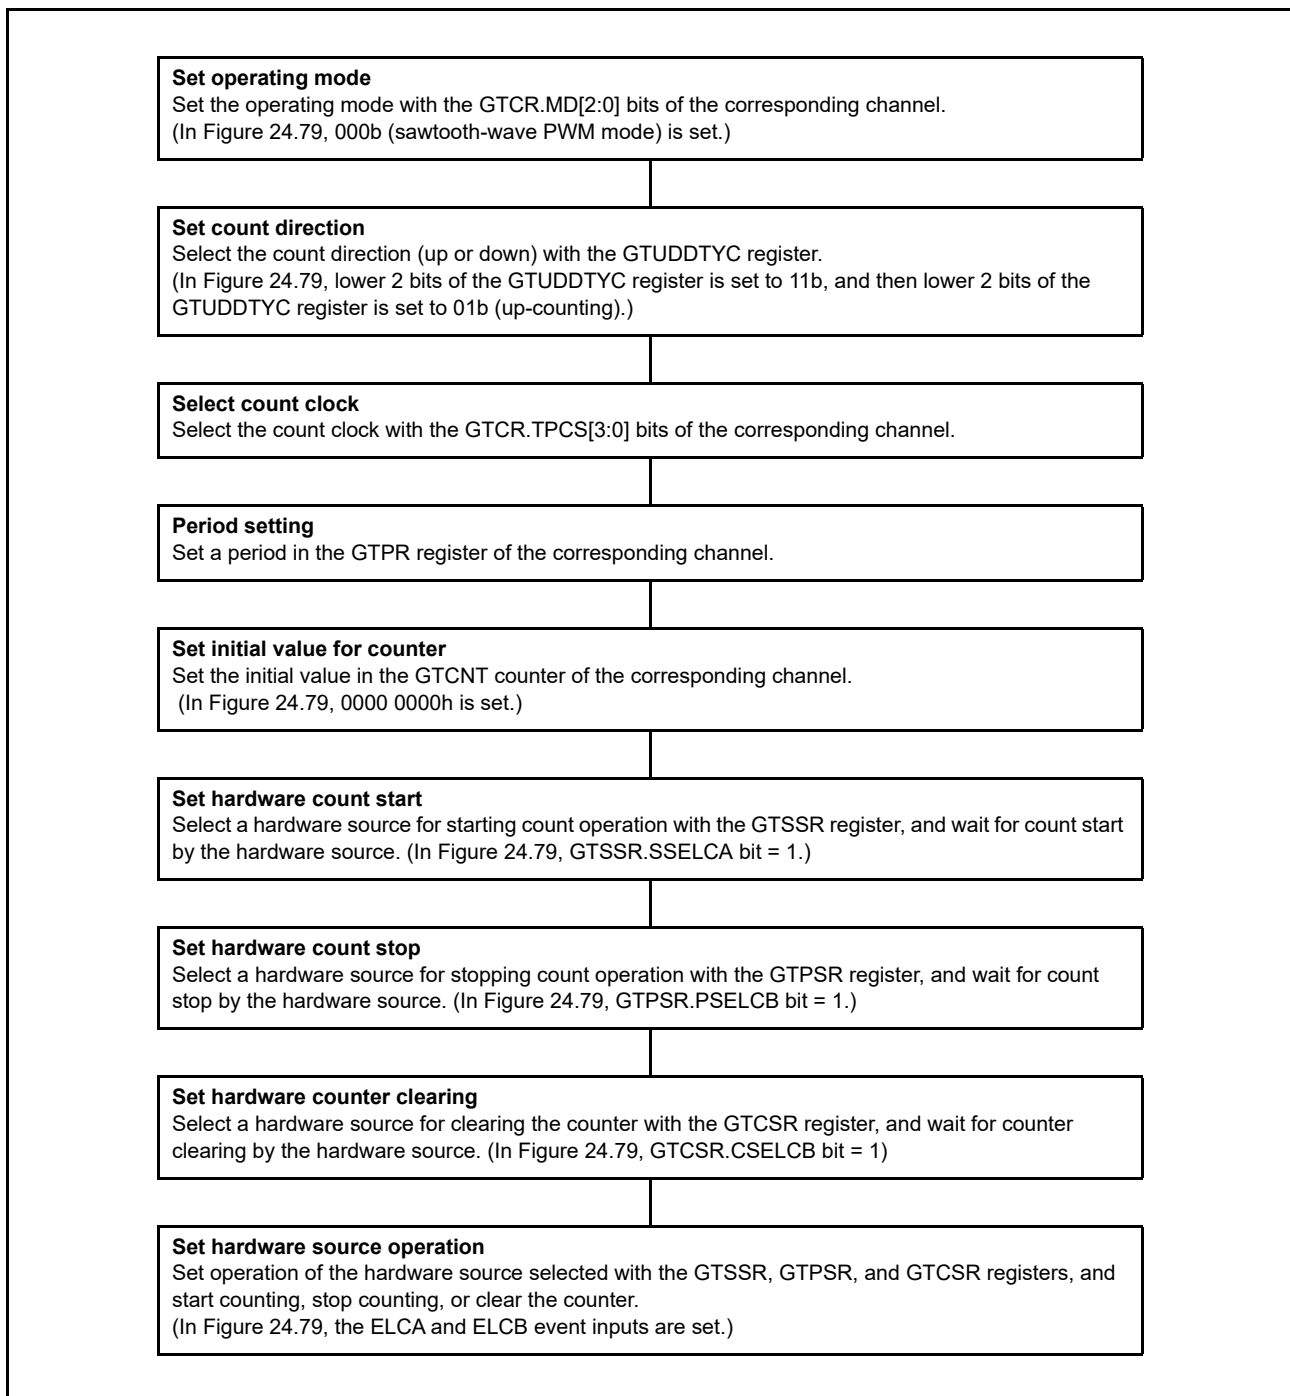 Set operating mode
Set the operating mode with the GTCR.MD[2:0] bits of the corresponding channel.
(In Figure 24.79, 000b (sawtooth-wave PWM mode) is set.)
Set count direction
Select the count direction (up or down) with the GTUDDTYC register.
(In Figure 24.79, lower 2 bits of the GTUDDTYC register is set to 11b, and then lower 2 bits of the
GTUDDTYC register is set to 01b (up-counting).)
Select count clock
Select the count clock with the GTCR.TPCS[3:0] bits of the corresponding channel.
Period setting
Set a period in the GTPR register of the corresponding channel.
Set initial value for counter
Set the initial value in the GTCNT counter of the corresponding channel.
(In Figure 24.79, 0000 0000h is set.)
Set hardware count start
Select a hardware source for starting count operation with the GTSSR register, and wait for count start
by the hardware source. (In Figure 24.79, GTSSR.SSELCA bit = 1.)
Set hardware count stop
Select a hardware source for stopping count operation with the GTPSR register, and wait for count
stop by the hardware source. (In Figure 24.79, GTPSR.PSELCB bit = 1.)
Set hardware counter clearing
Select a hardware source for clearing the counter with the GTCSR register, and wait for counter
clearing by the hardware source. (In Figure 24.79, GTCSR.CSELCB bit = 1)
Set hardware source operation
Set operation of the hardware source selected with the GTSSR, GTPSR, and GTCSR registers, and
start counting, stop counting, or clear the counter.
(In Figure 24.79, the ELCA and ELCB event inputs are set.)